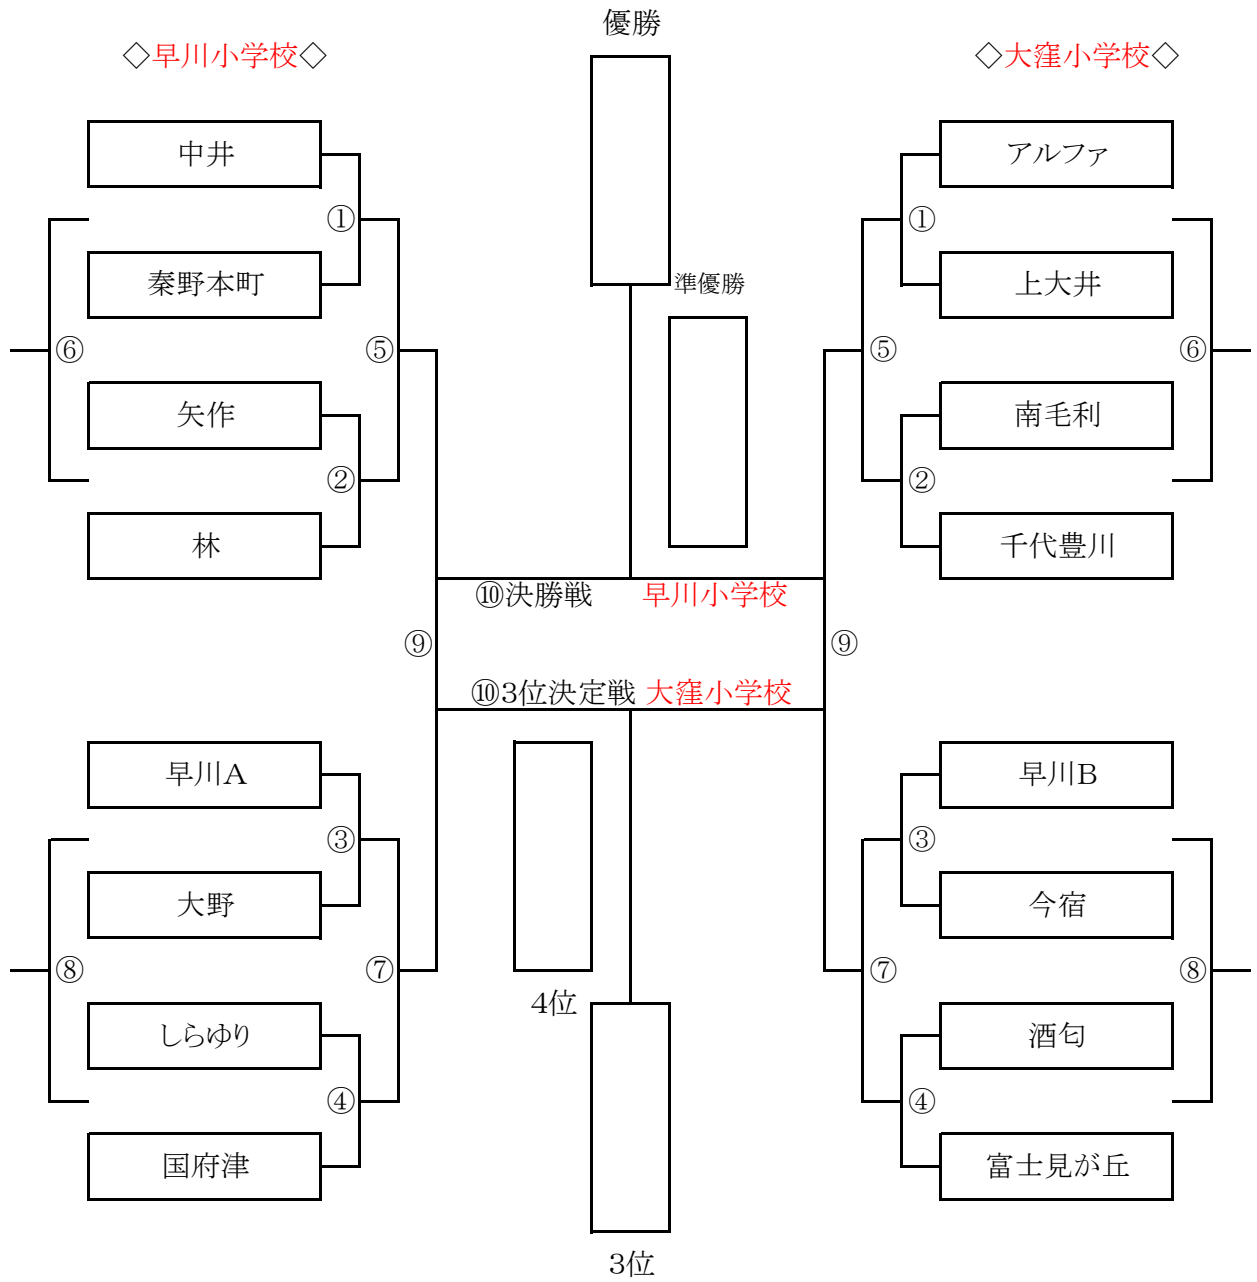 優勝
◇早川小学校◇
◇大窪小学校◇
中井
アルファ
①
①
秦野本町
準優勝
上大井
⑥
⑤
⑤
⑥
矢作
南毛利
②
②
林
千代豊川
⑩決勝戦 早川小学校
⑨
⑨
⑩3位決定戦 大窪小学校
早川A
早川B
③
③
大野
今宿
⑧
⑦
⑦
⑧
4位
しらゆり
酒匂
④
④
国府津
富士見が丘
3位